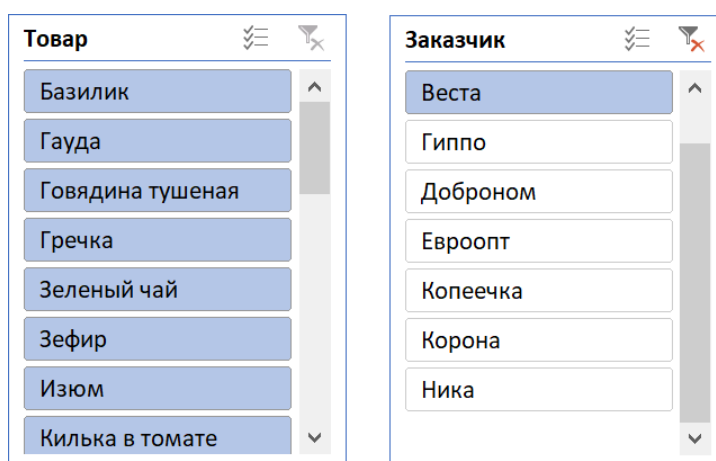 Товар
Базилик
Гауда
Говядина тушеная
Гречка
Зеленый чай
Зефир
Изюм
Килька в томате
Заказчик
Веста
Гиппо
Доброном
Евроопт
Копеечка
Корона
Ника